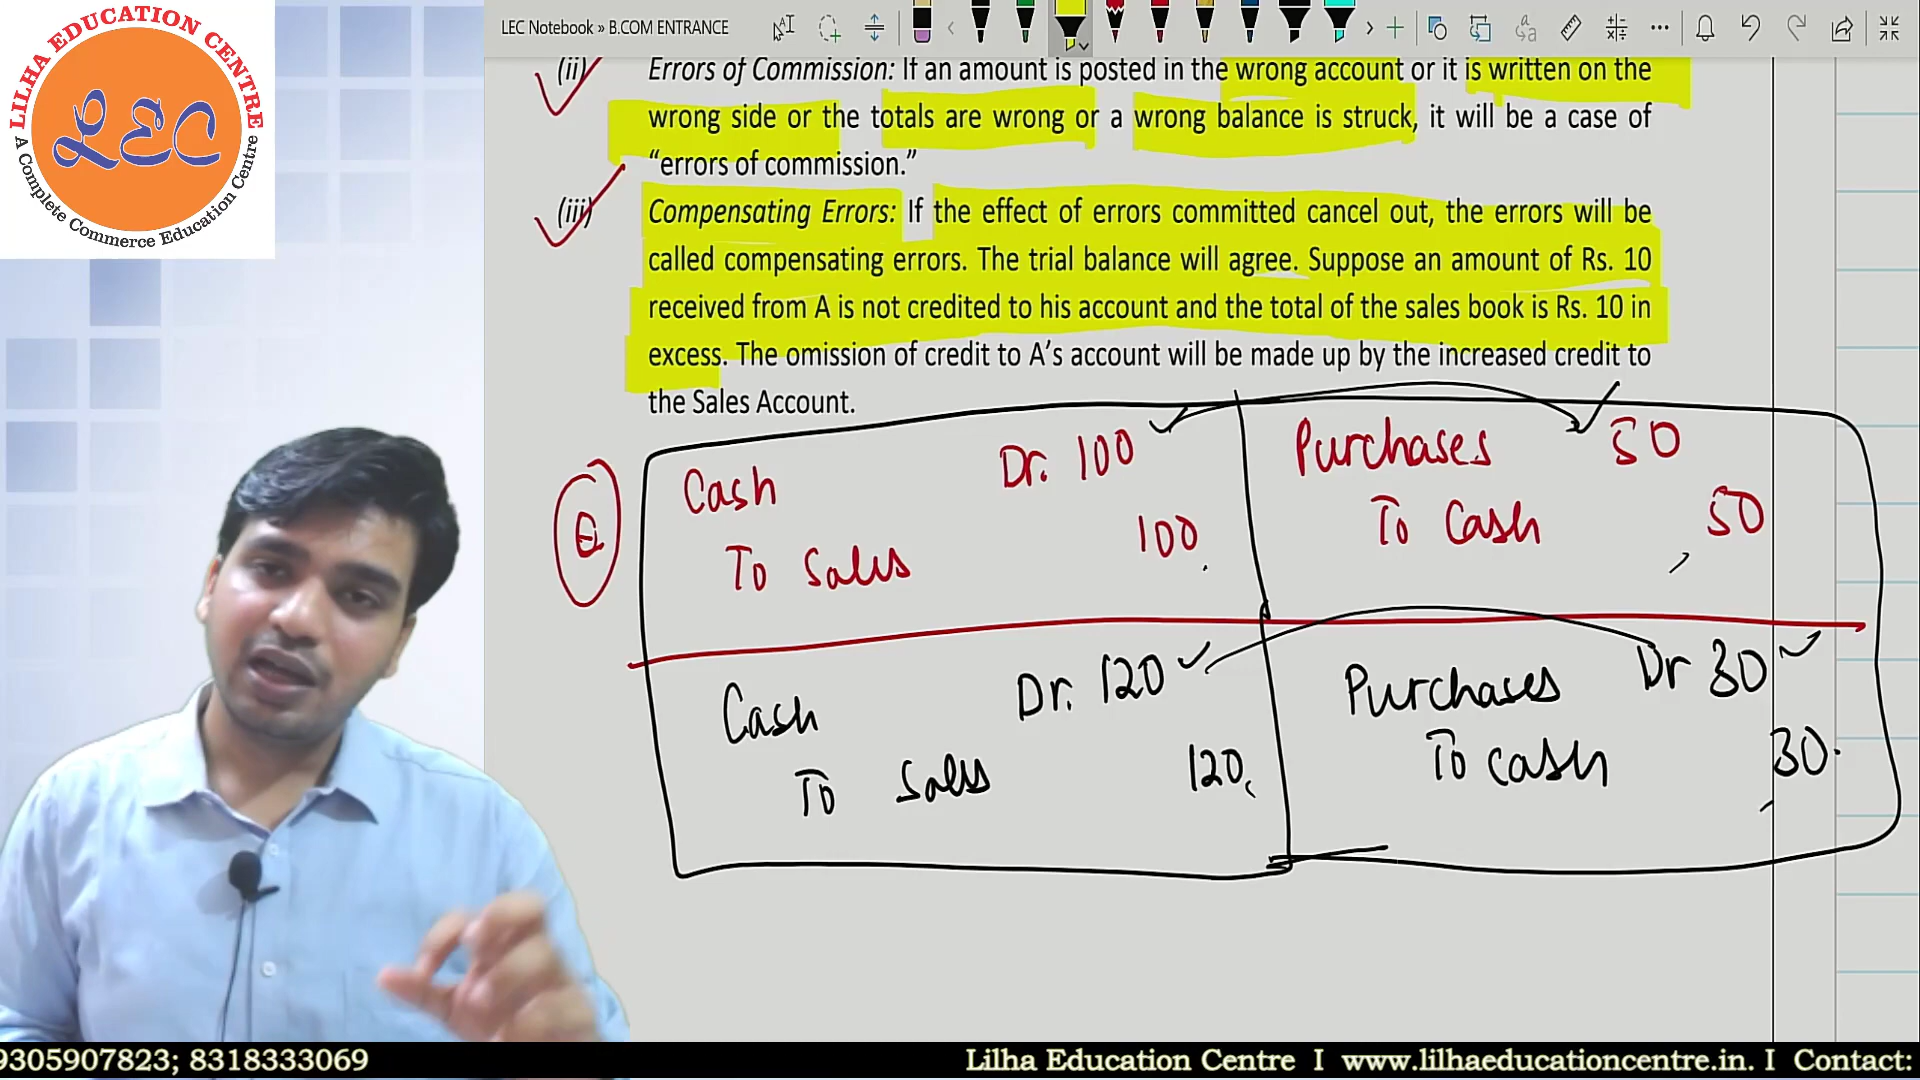 LILHA EDUCATION CENTRE
LEC
A Complete Commerce Education Centre
LEC Notebook » B.COM ENTRANCE
(ii) Errors of Commission: If an amount is posted in the wrong account or it is written on the
wrong side or the totals are wrong or a wrong balance is struck, it will be a case of
“errors of commission.”
(iii) Compensating Errors: If the effect of errors committed cancel out, the errors will be
called compensating errors. The trial balance will agree. Suppose an amount of Rs. 10
received from A is not credited to his account and the total of the sales book is Rs. 10 in
excess. The omission of credit to A’s account will be made up by the increased credit to
the Sales Account.
Cash Dr. 100
To Sales 100
Purchases 50
To Cash 50
Cash Dr. 120
To Sales 120
Purchases Dr 30
To Cash 30
9305907823; 8318333069 Lilha Education Centre I www.lilhaeducationcentre.in. I Contact: